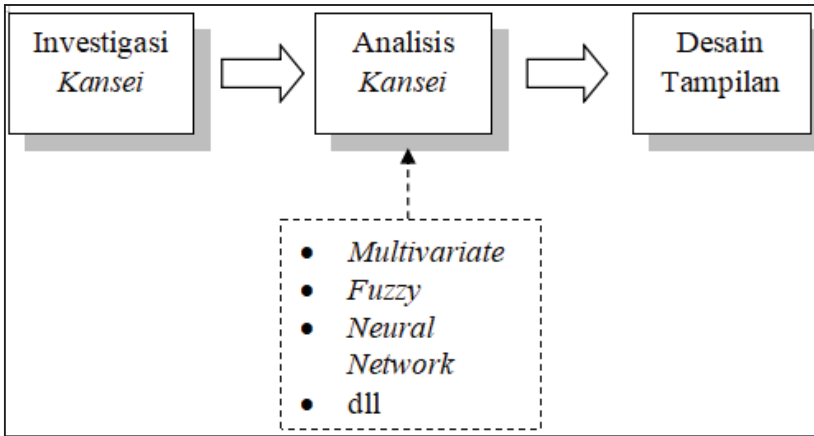 Investigasi
Kansei
Analisis
Kansei
Desain
Tampilan
● Multivariate
● Fuzzy
● Neural
Network
● dll